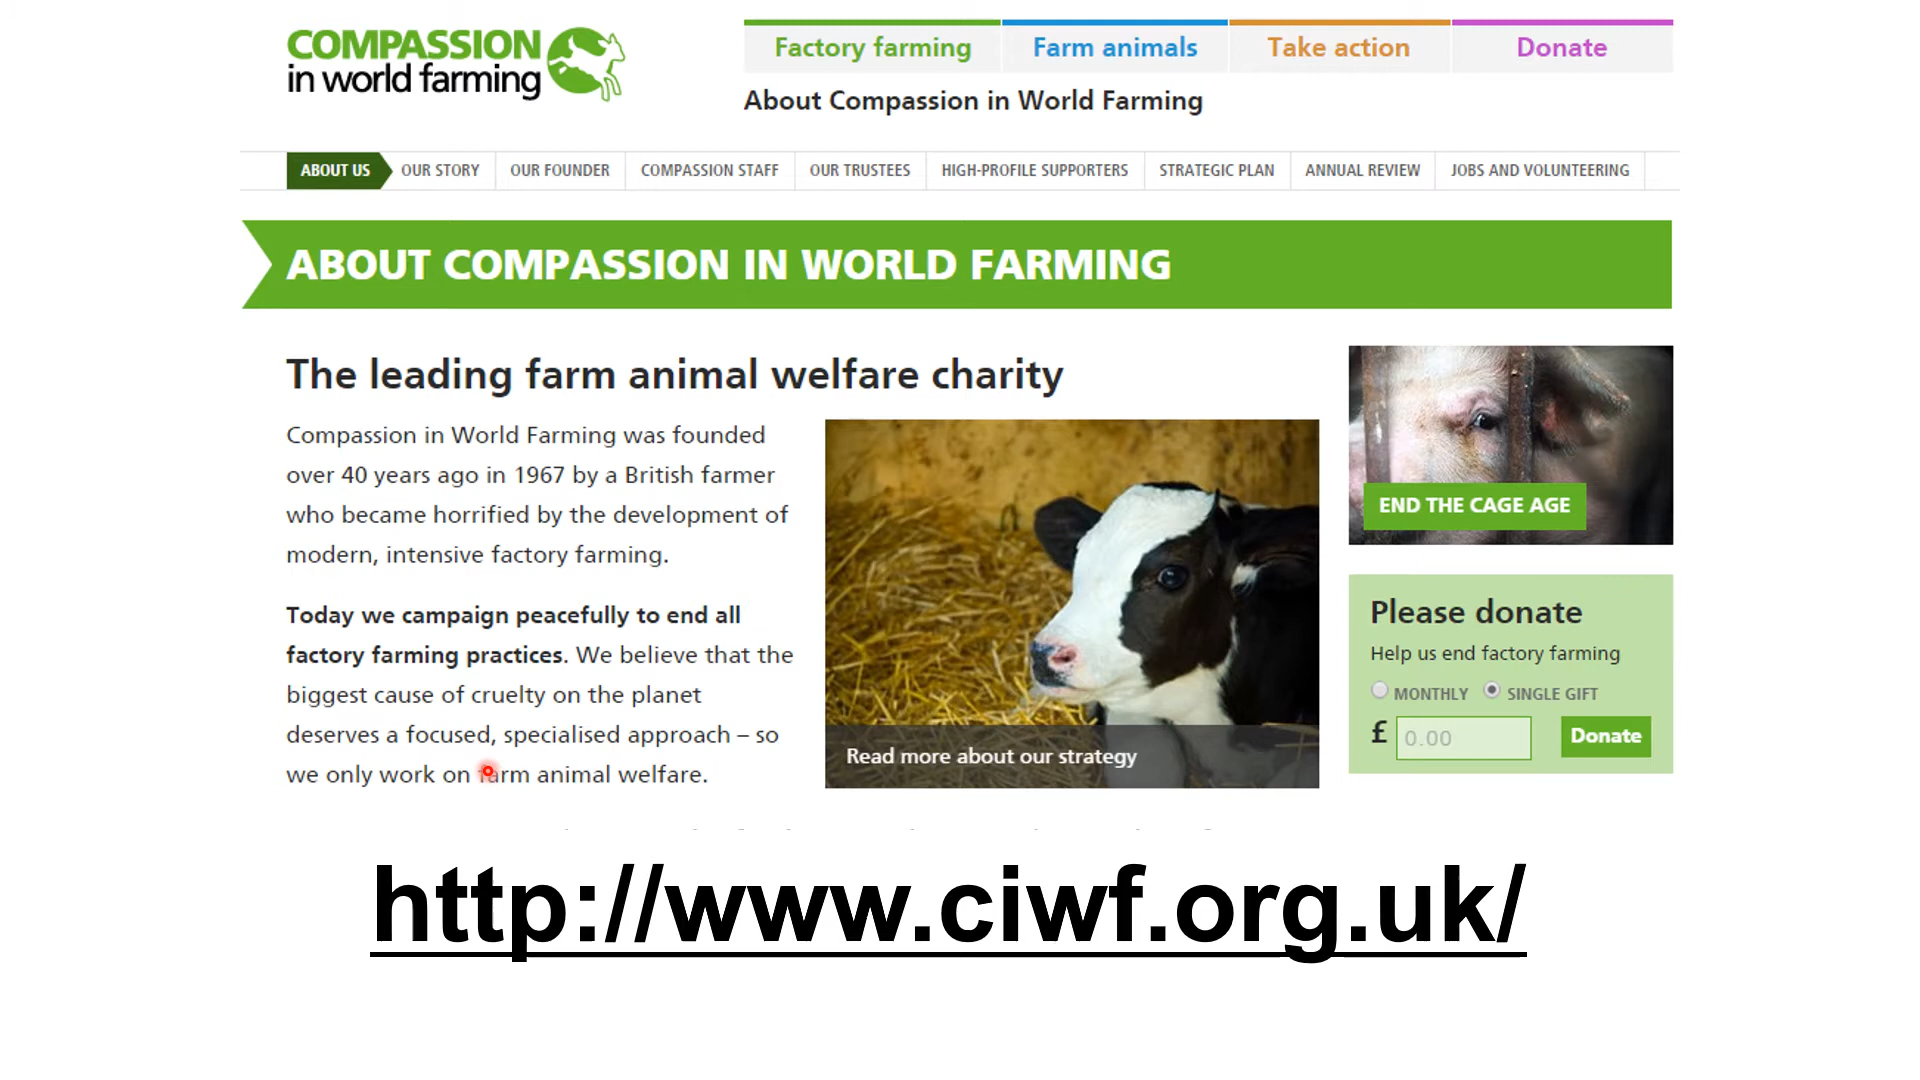 COMPASSION
in world farming
Factory farming
Farm animals
Take action
Donate
About Compassion in World Farming
ABOUT US
OUR STORY
OUR FOUNDER
COMPASSION STAFF
OUR TRUSTEES
HIGH-PROFILE SUPPORTERS
STRATEGIC PLAN
ANNUAL REVIEW
JOBS AND VOLUNTEERING
ABOUT COMPASSION IN WORLD FARMING
The leading farm animal welfare charity
Compassion in World Farming was founded
over 40 years ago in 1967 by a British farmer
who became horrified by the development of
modern, intensive factory farming.
Today we campaign peacefully to end all
factory farming practices. We believe that the
biggest cause of cruelty on the planet
deserves a focused, specialised approach – so
we only work on farm animal welfare.
Read more about our strategy
END THE CAGE AGE
Please donate
Help us end factory farming
MONTHLY
SINGLE GIFT
£ 0.00
Donate
http://www.ciwf.org.uk/